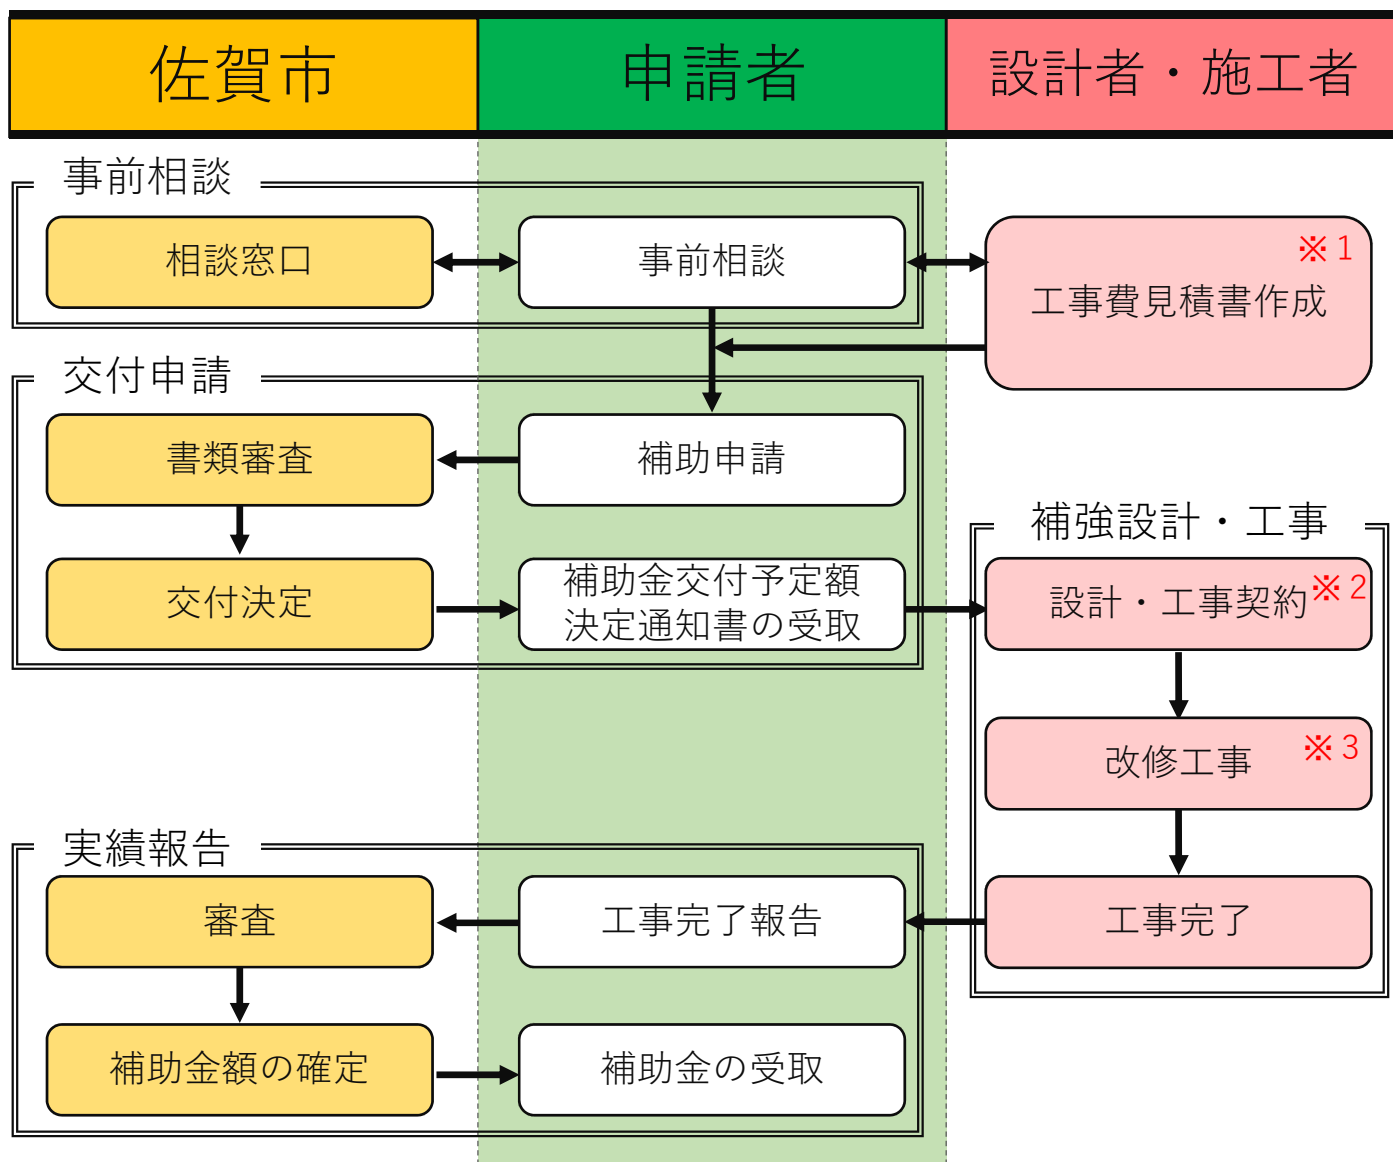 佐賀市
申請者
設計者・施工者
事前相談
相談窓口
事前相談
※1
工事費見積書作成
交付申請
書類審査
補助申請
交付決定
補助金交付予定額
決定通知書の受取
補強設計・工事
設計・工事契約※2
改修工事
※3
工事完了
実績報告
審査
工事完了報告
補助金額の確定
補助金の受取